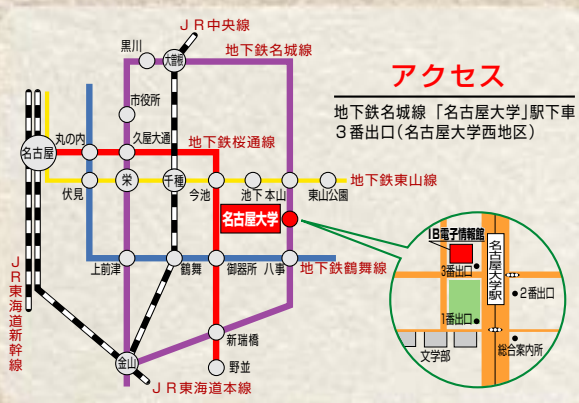 JR中央線
黒川
大曽根
地下鉄名城線
アクセス
市役所
地下鉄名城線「名古屋大学」駅下車
３番出口（名古屋大学西地区）
丸の内
久屋大通
地下鉄桜通線
名古屋
栄
千種
地下鉄東山線
伏見
今池
池下
本山
東山公園
名古屋大学
IB電子情報館
名古屋大学駅
3番出口
2番出口
1番出口
文学部
総合案内所
上前津
鶴舞
御器所
八事
地下鉄鶴舞線
JR東海道新幹線
新瑞橋
金山
野並
JR東海道本線